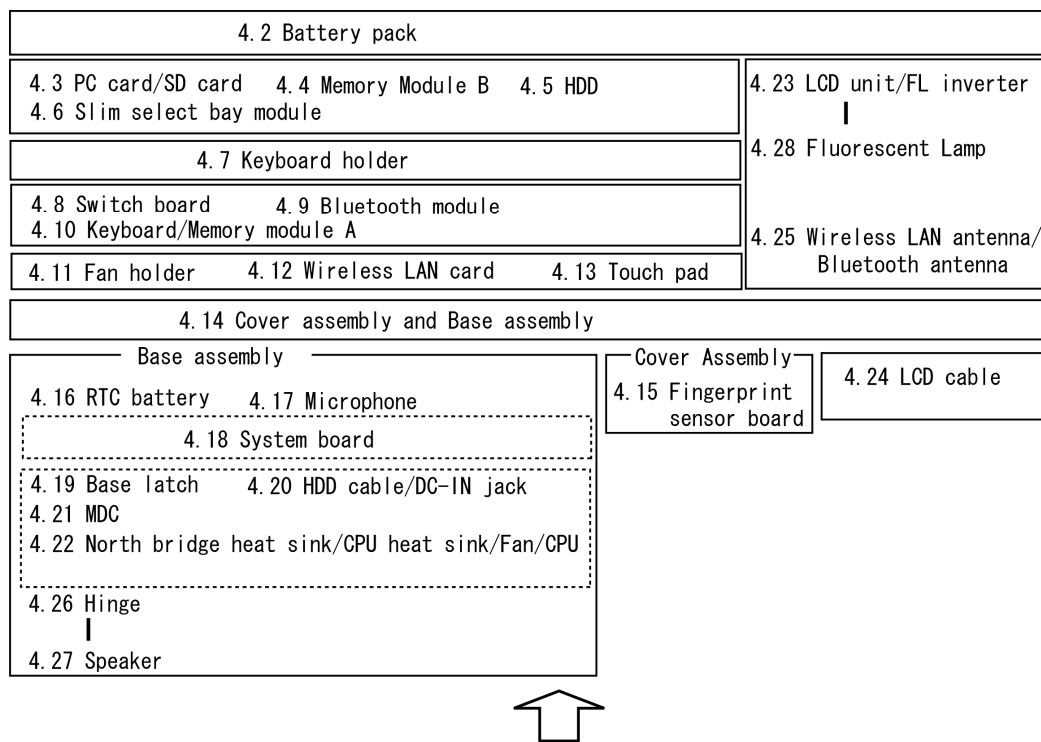 4.2 Battery pack
4.3 PC card/SD card 4.4 Memory Module B 4.5 HDD
4.6 Slim select bay module
4.7 Keyboard holder
4.8 Switch board 4.9 Bluetooth module
4.10 Keyboard/Memory module A
4.11 Fan holder 4.12 Wireless LAN card 4.13 Touch pad
4.23 LCD unit/FL inverter
4.28 Fluorescent Lamp
4.25 Wireless LAN antenna/
Bluetooth antenna
4.14 Cover assembly and Base assembly
Base assembly
4.16 RTC battery 4.17 Microphone
4.18 System board
4.19 Base latch 4.20 HDD cable/DC-IN jack
4.21 MDC
4.22 North bridge heat sink/CPU heat sink/Fan/CPU
4.26 Hinge
4.27 Speaker
Cover Assembly
4.15 Fingerprint
sensor board
4.24 LCD cable